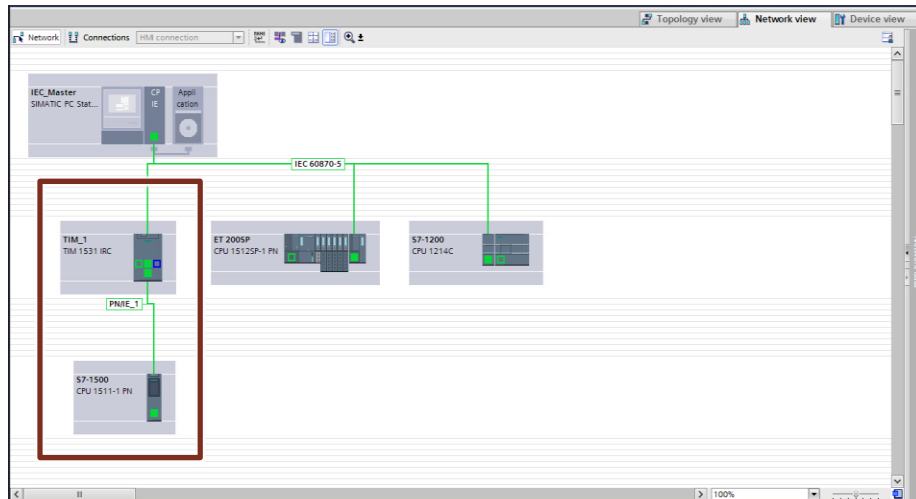 Topology view
Network view
Device view
Network
Connections
HMI connection
IEC_Master
SIMATIC PC Stat...
CP
IE
Appli
cation
IEC 60870-5
TIM_1
TIM 1531 IRC
ET 200SP
CPU 1512SP-1 PN
S7-1200
CPU 1214C
PN/IE_1
S7-1500
CPU 1511-1 PN
100%